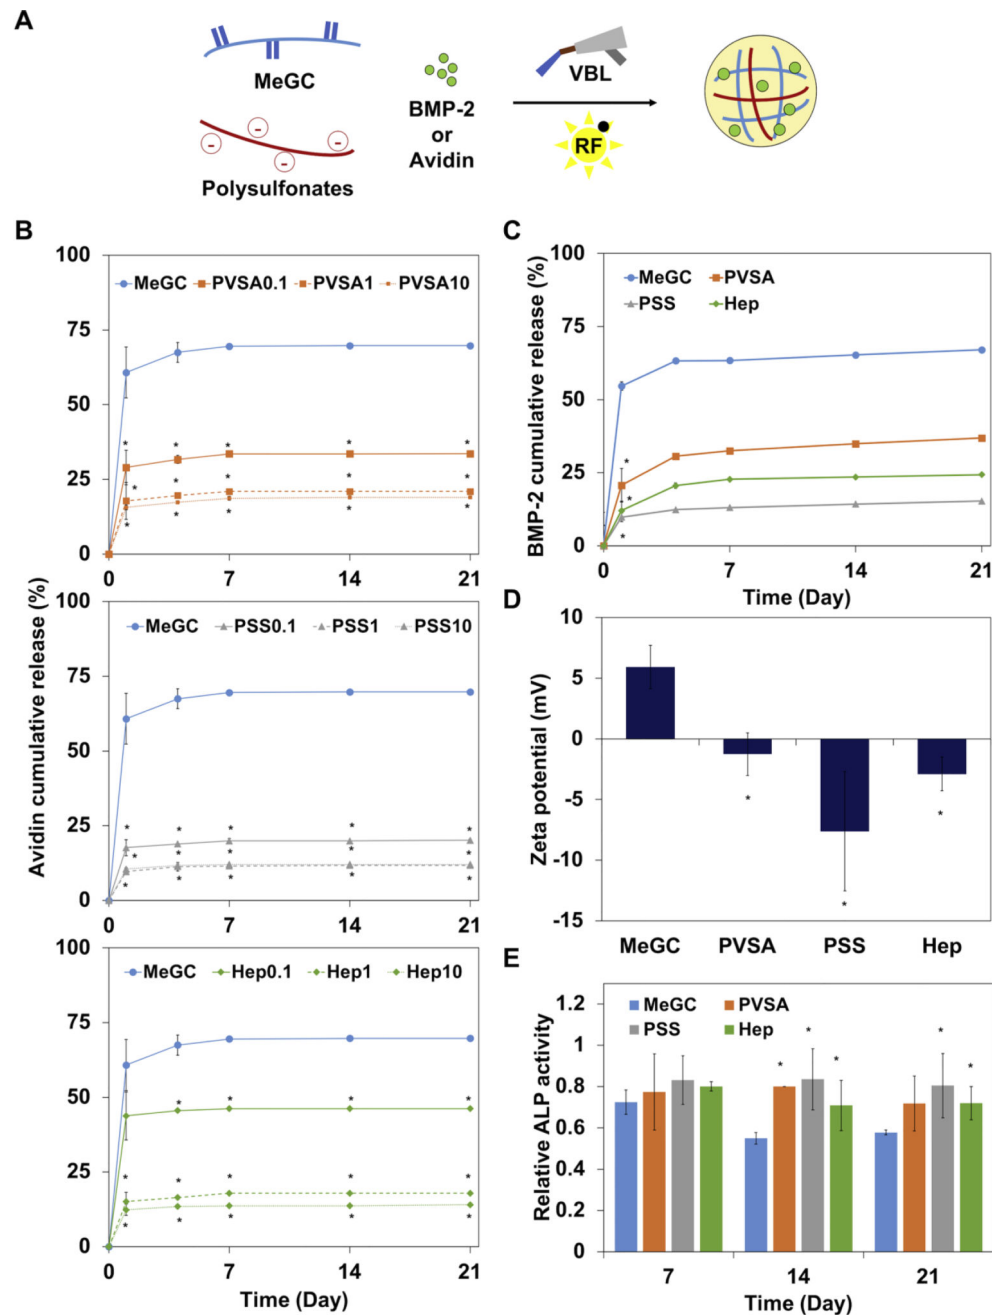 A
MeGC
Polysulfonates
BMP-2
or
Avidin
VBL
RF
B
100
75
50
25
0
MeGC PVSA0.1 PVSA1 PVSA10
0 7 14 21
100
75
50
25
0
MeGC PSS0.1 PSS1 PSS10
0 7 14 21
100
75
50
25
0
MeGC Hep0.1 Hep1 Hep10
0 7 14 21
Time (Day)
Avidin cumulative release (%)
C
BMP-2 cumulative release (%)
100
75
50
25
0
MeGC PVSA
PSS Hep
0 7 14 21
Time (Day)
D
Zeta potential (mV)
10
5
0
-5
-10
-15
MeGC PVSA PSS Hep
E
Relative ALP activity
1.2
1
0.8
0.6
0.4
0.2
0
MeGC PVSA
PSS Hep
7 14 21
Time (Day)